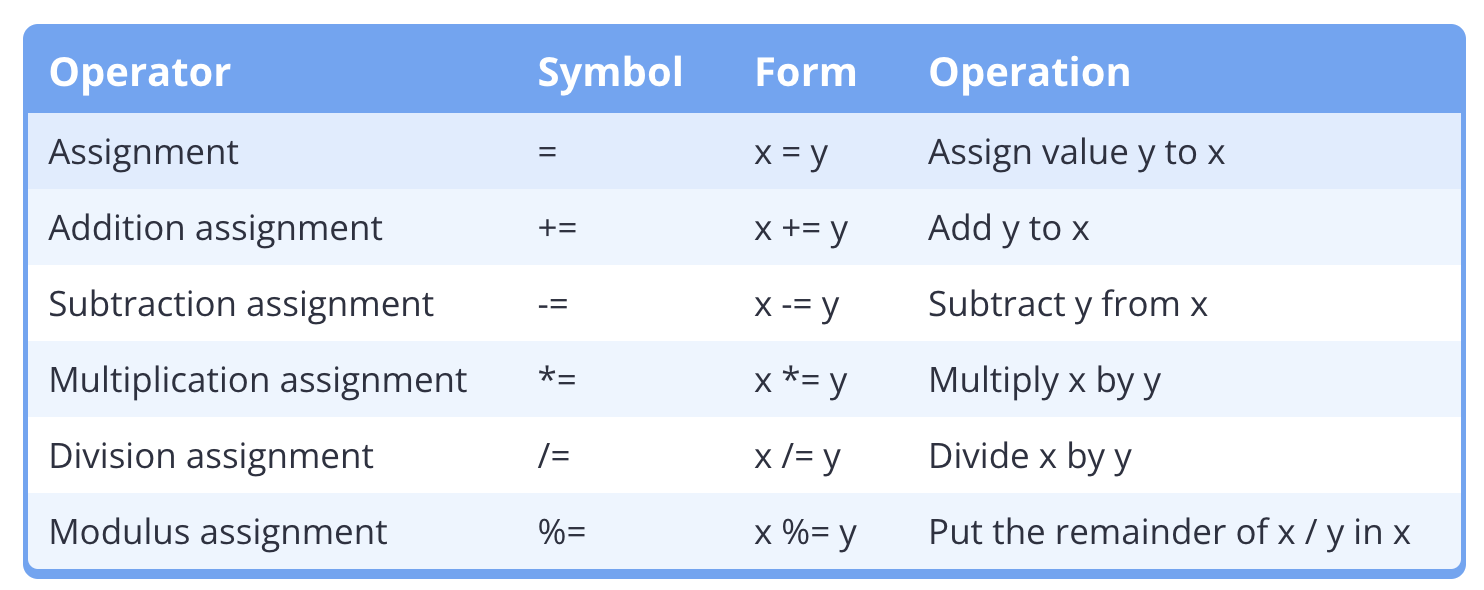 Operator Symbol Form Operation
Assignment = x = y Assign value y to x
Addition assignment += x += y Add y to x
Subtraction assignment -= x -= y Subtract y from x
Multiplication assignment *= x *= y Multiply x by y
Division assignment /= x /= y Divide x by y
Modulus assignment %= x %= y Put the remainder of x / y in x